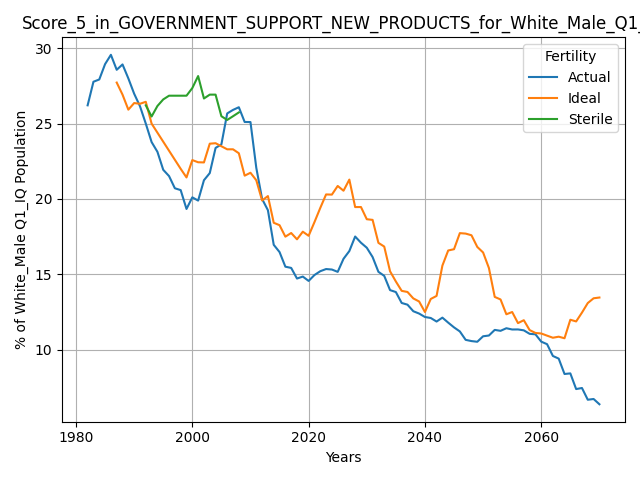 Score_5_in_GOVERNMENT_SUPPORT_NEW_PRODUCTS_for_White_Male_Q1_
% of White_Male Q1_IQ Population
30
25
20
15
10
1980
2000
2020
2040
2060
Years
Fertility
Actual
Ideal
Sterile